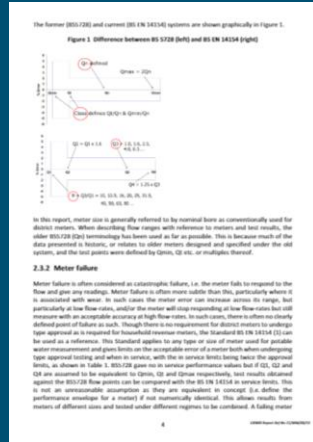 The former (BS5728) and current (BS EN 14154) systems are shown graphically in Figure 1.
Figure 1 Difference between BS 5728 (left) and BS EN 14154 (right)
Qn defined
Qmax = 2Qn
Class defines Qt/Qn & Qmin/Qn
Q2 = Q1 x 1.6
Q4 = 1.25 x Q3
In this report, meter size is generally referred to by nominal bore as conventionally used for
district meters. When describing flow ranges with reference to meters and test results, the
older BS5728 (Qn) terminology has been used as far as possible. This is because much of the
data presented is historic, or relates to older meters designed and specified under the old
system, and the test points were defined by Qmin, Qt etc. or multiples thereof.
2.3.2 Meter failure
Meter failure is often considered as catastrophic failure, i.e. the meter fails to respond to the
flow and give any readings. Meter failure is often more subtle than this, particularly where it
is associated with wear. In such cases the meter error can increase across its range, but
particularly at low flow rates, and/or the meter will stop responding at low flow rates but still
measure with an acceptable accuracy at high flow rates. In such cases, there is often no clearly
defined point of failure as such. Though there is no requirement for district meters to undergo
type approval as is required for household revenue meters, the Standard BS EN 14154 (1) can
be used as a reference. This Standard applies to any type or size of meter used for potable
water measurement and gives limits on the acceptable error of a meter both when undergoing
type approval testing and when in service, with the in service limits being twice the approval
limits, as shown in Table 1. BS5728 gave no in service performance values but if Q1, Q2 and
Q4 are assumed to be equivalent to Qmin, Qt and Qmax respectively, test results obtained
against the BS5728 flow points can be compared with the BS EN 14154 in service limits. This
is not an unreasonable assumption as they are equivalent in concept (i.e. define the
performance envelope for a meter) if not numerically identical. This allows results from
meters of different sizes and tested under different regimes to be combined. A failing meter
4